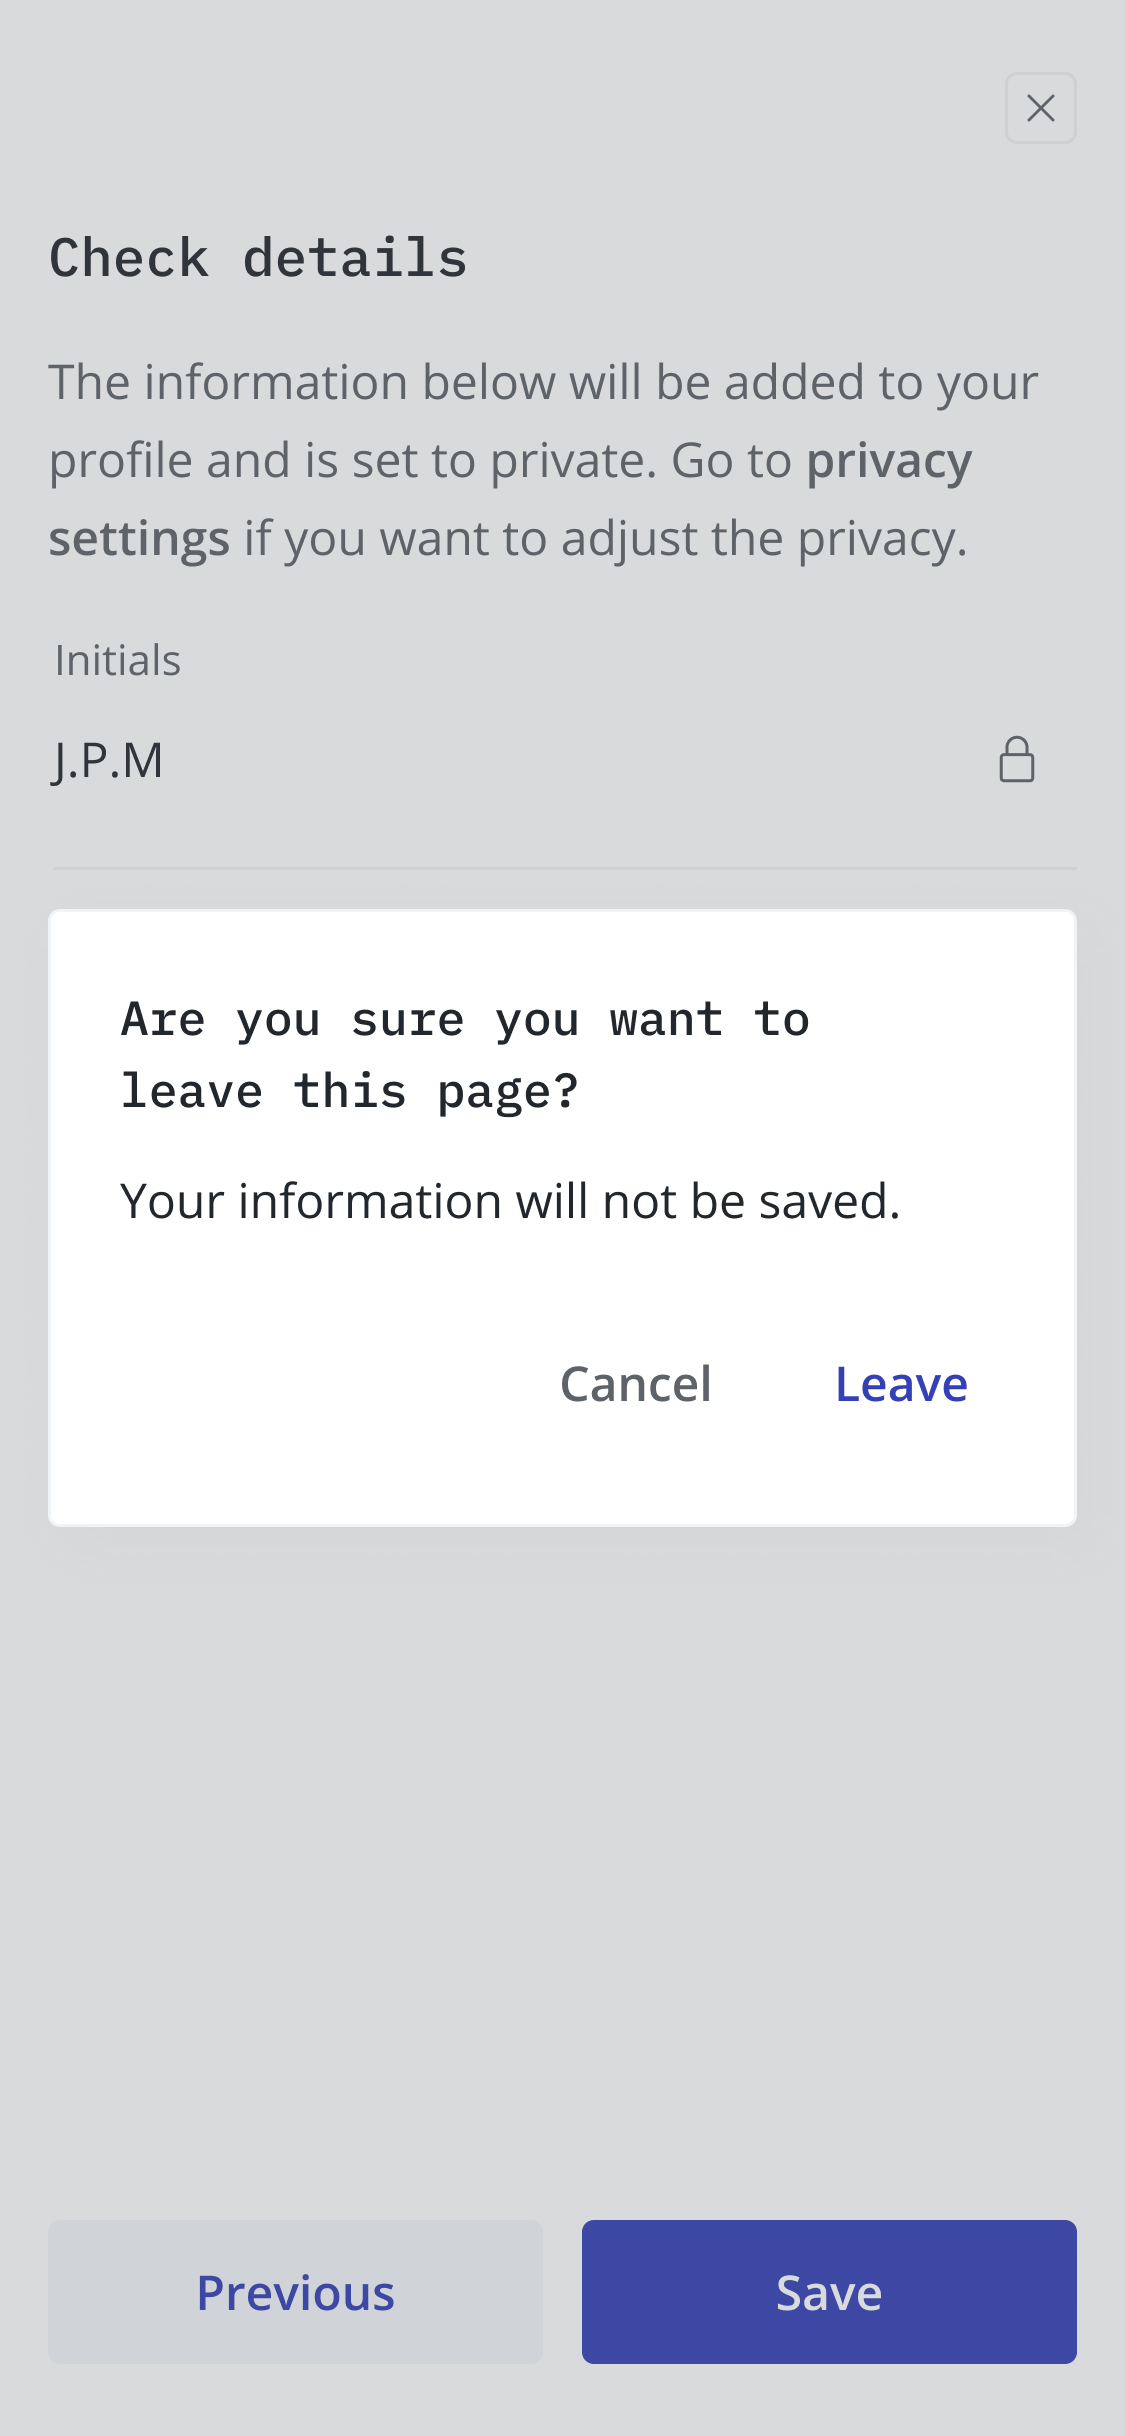 Check details
The information below will be added to your
profile and is set to private. Go to privacy
settings if you want to adjust the privacy.
Initials
J.P.M
Are you sure you want to
leave this page?
Your information will not be saved.
Cancel Leave
Previous Save